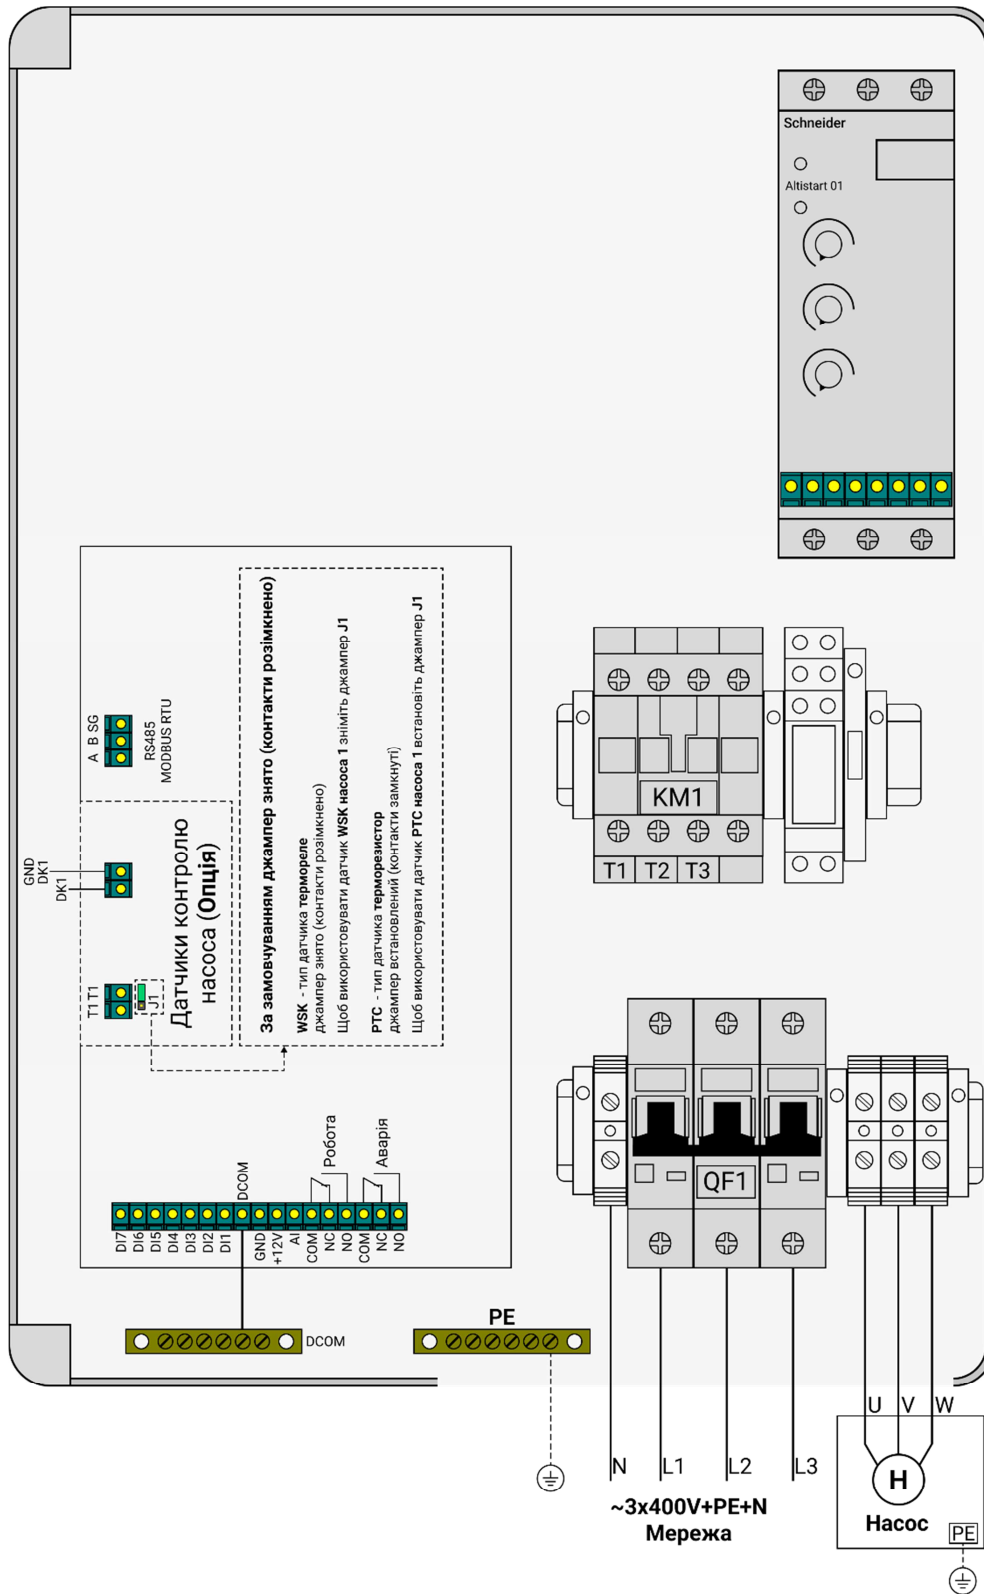 Schneider
Altistart 01
A B SG
RS485
MODBUS RTU
GND
DK1
DK1
T1 T1
J1
Датчики контролю
насоса (Опція)
За замовчуванням джампер знято (контакти розімкнено)
WSK - тип датчика термореле
джампер знято (контакти розімкнено)
Щоб використовувати датчик WSK насоса 1 зніміть джампер J1
PTC - тип датчика терморезистор
джампер встановлений (контакти замкнуті)
Щоб використовувати датчик PTC насоса 1 встановіть джампер J1
KM1
T1 T2 T3
QF1
DCOM
Робота
Аварія
DI7
DI6
DI5
DI4
DI3
DI2
DI1
GND
+12V
AI
COM
NC
NO
COM
NC
NO
DCOM
PE
N L1 L2 L3
~3x400V+PE+N
Мережа
U V W
H
Насос
PE